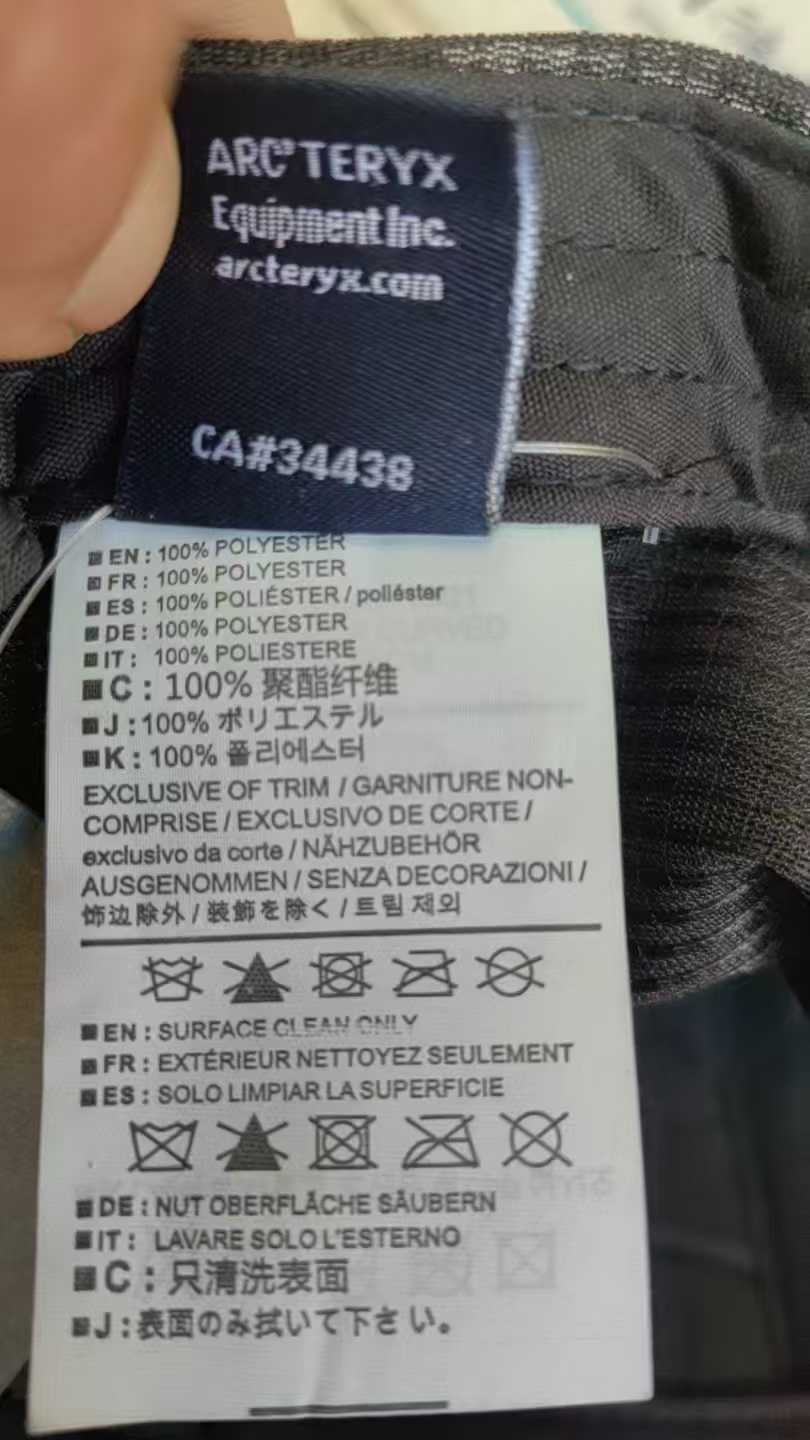 ARC'TERYX
Equipment Inc.
arcteryx.com
CA#34438
EN : 100% POLYESTER
FR : 100% POLYESTER
ES : 100% POLIÉSTER / poliéster
DE : 100% POLYESTER
IT : 100% POLIESTERE
C : 100% 聚酯纤维
J : 100% ポリエステル
K : 100% 폴리에스터
EXCLUSIVE OF TRIM / GARNITURE NON-
COMPRISE / EXCLUSIVO DE CORTE /
exclusivo da corte / NÄHZUBEHÖR
AUSGENOMMEN / SENZA DECORAZIONI /
饰边除外 / 装飾を除く / 트림 제외
EN : SURFACE CLEAN ONLY
FR : EXTÉRIEUR NETTOYEZ SEULEMENT
ES : SOLO LIMPIAR LA SUPERFICIE
DE : NUT OBERFLÄCHE SÄUBERN
IT : LAVARE SOLO L'ESTERNO
C : 只清洗表面
J : 表面のみ拭いて下さい。